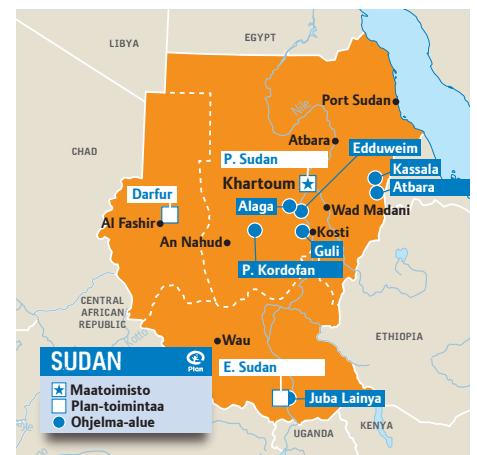 EGYPT
LIBYA
Nile
Port Sudan
Atbara
Edduweim
CHAD
P. Sudan
Kassala
Khartoum
Atbara
Darfur
Alaga
Wad Madani
Al Fashir
Kosti
An Nahud
Guli
P. Kordofan
CENTRAL
AFRICAN
REPUBLIC
Kotto
Wau
ETHIOPIA
SUDAN
Plan
E. Sudan
Maatoimisto
Plan-toimintaa
Juba Lainya
Ohjelma-alue
UGANDA
KENYA